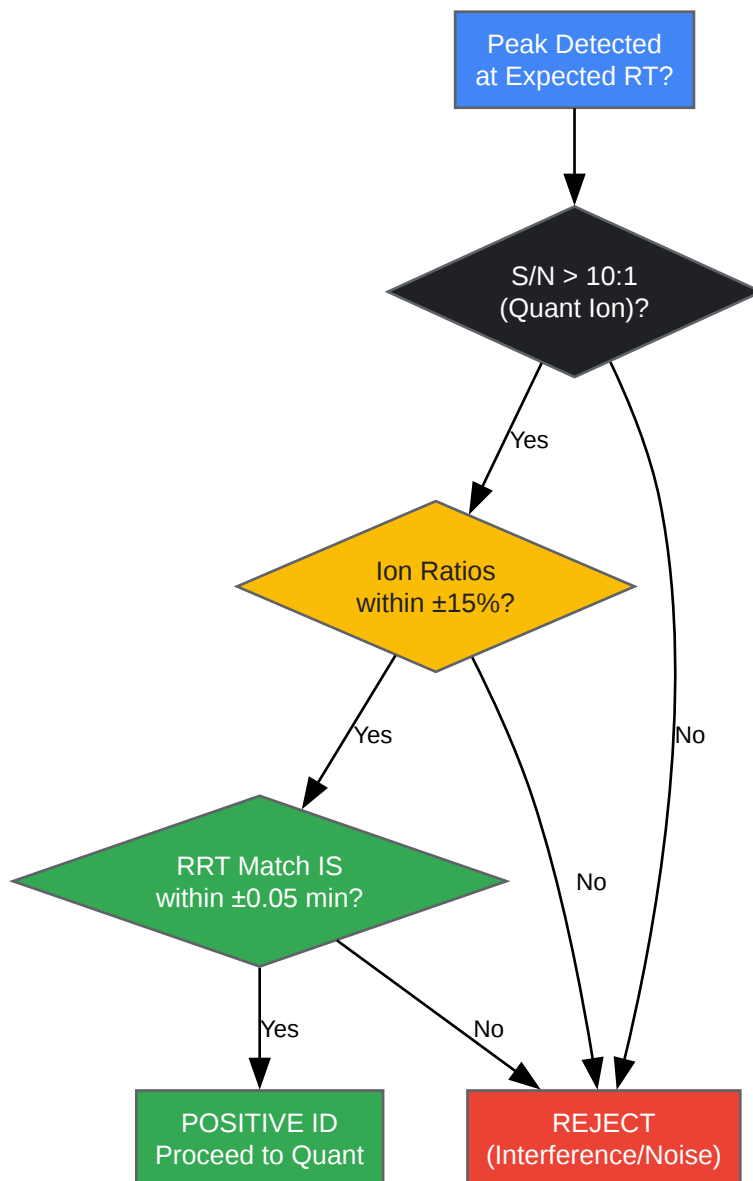 Peak Detected
at Expected RT?
S/N > 10:1
(Quant Ion)?
Yes
Ion Ratios
within ±15%?
Yes
No
RRT Match IS
within ±0.05 min?
No
Yes
No
POSITIVE ID
Proceed to Quant
REJECT
(Interference/Noise)